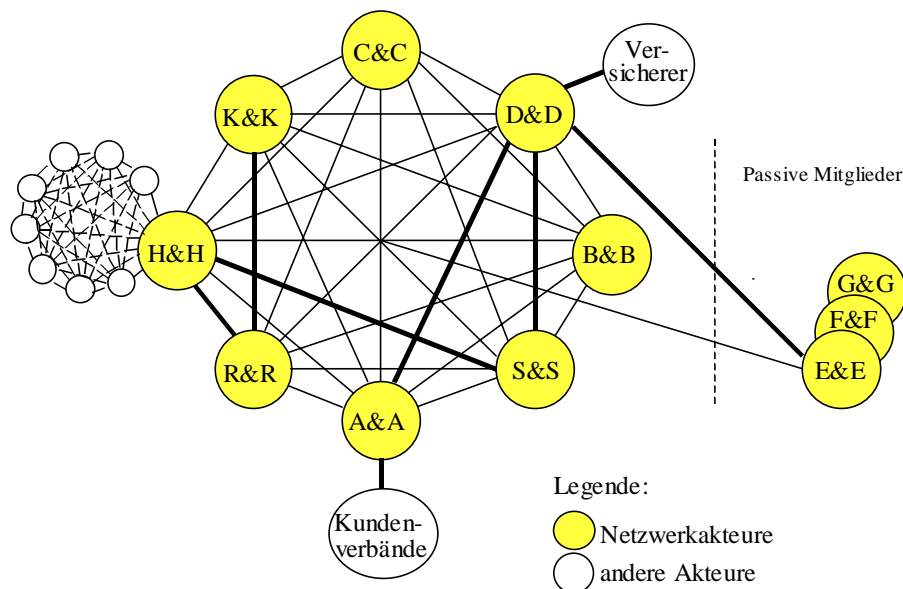 C&C
Ver-
sicherer
K&K
D&D
Passive Mitglieder
H&H
B&B
G&G
F&F
E&E
R&R
S&S
A&A
Legende:
Kunden-
verbände
Netzwerkakteure
andere Akteure